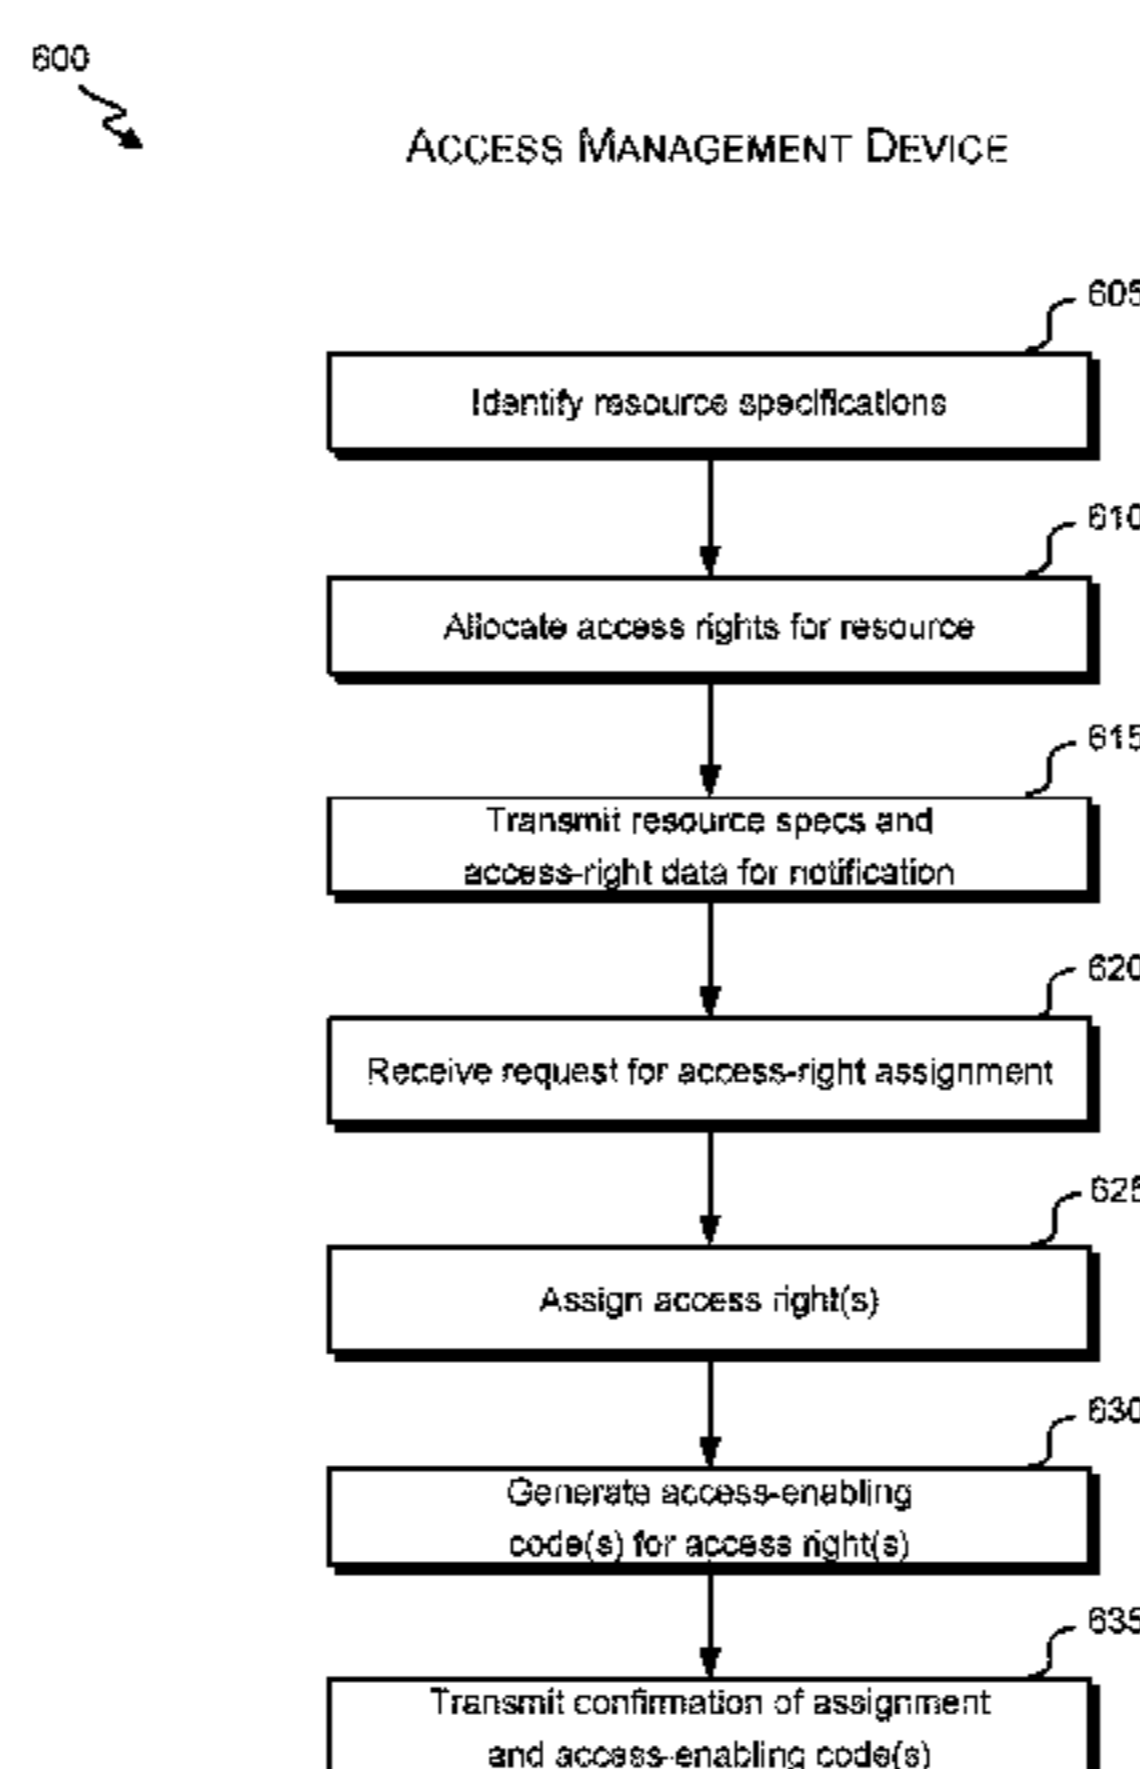 600
ACCESS MANAGEMENT DEVICE
605
Identify resource specifications
610
Allocate access rights for resource
615
Transmit resource specs and
access-right data for notification
620
Receive request for access-right assignment
625
Assign access right(s)
630
Generate access-enabling
code(s) for access right(s)
635
Transmit confirmation of assignment
and access-enabling code(s)